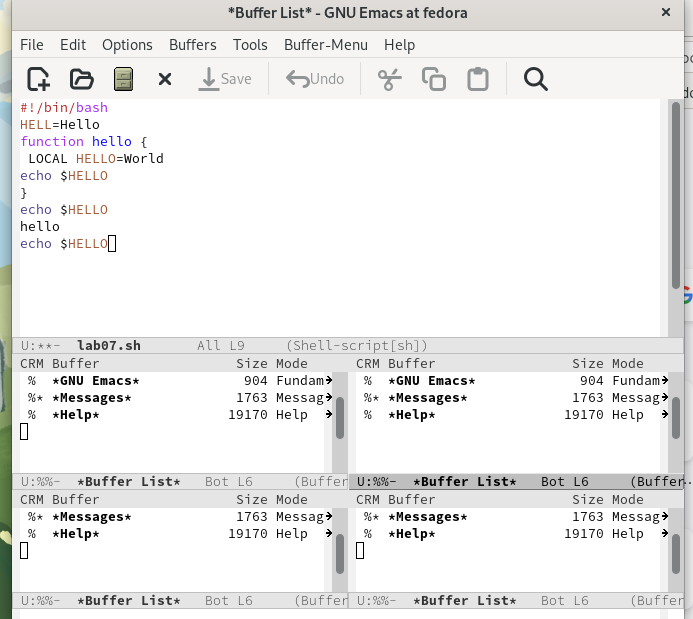 *Buffer List* - GNU Emacs at fedora ×
File Edit Options Buffers Tools Buffer-Menu Help
Save Undo
#!/bin/bash
HELL=Hello
function hello {
LOCAL HELLO=World
echo $HELLO
}
echo $HELLO
hello
echo $HELLO
U:**- lab07.sh All L9 (Shell-script[sh])
CRM Buffer Size Mode
% *GNU Emacs* 904 Fundam
%* *Messages* 1763 Messag
% *Help* 19170 Help
U:%%- *Buffer List* Bot L6 (Buffer
CRM Buffer Size Mode
% *GNU Emacs* 904 Fundam
%* *Messages* 1763 Messag
% *Help* 19170 Help
U:%%- *Buffer List* Bot L6 (Buffer
CRM Buffer Size Mode
%* *Messages* 1763 Messag
% *Help* 19170 Help
U:%%- *Buffer List* Bot L6 (Buffer
CRM Buffer Size Mode
%* *Messages* 1763 Messag
% *Help* 19170 Help
U:%%- *Buffer List* Bot L6 (Buffer